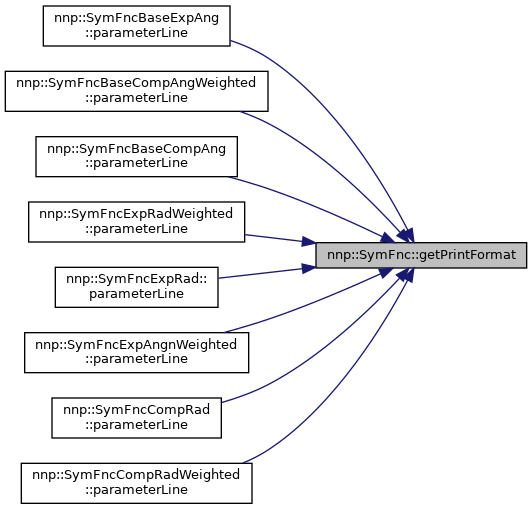 nnp::SymFncBaseExpAng
::parameterLine
nnp::SymFncBaseCompAngWeighted
::parameterLine
nnp::SymFncBaseCompAng
::parameterLine
nnp::SymFncExpRadWeighted
::parameterLine
nnp::SymFnc::getPrintFormat
nnp::SymFncExpRad::
parameterLine
nnp::SymFncExpAngnWeighted
::parameterLine
nnp::SymFncCompRad
::parameterLine
nnp::SymFncCompRadWeighted
::parameterLine